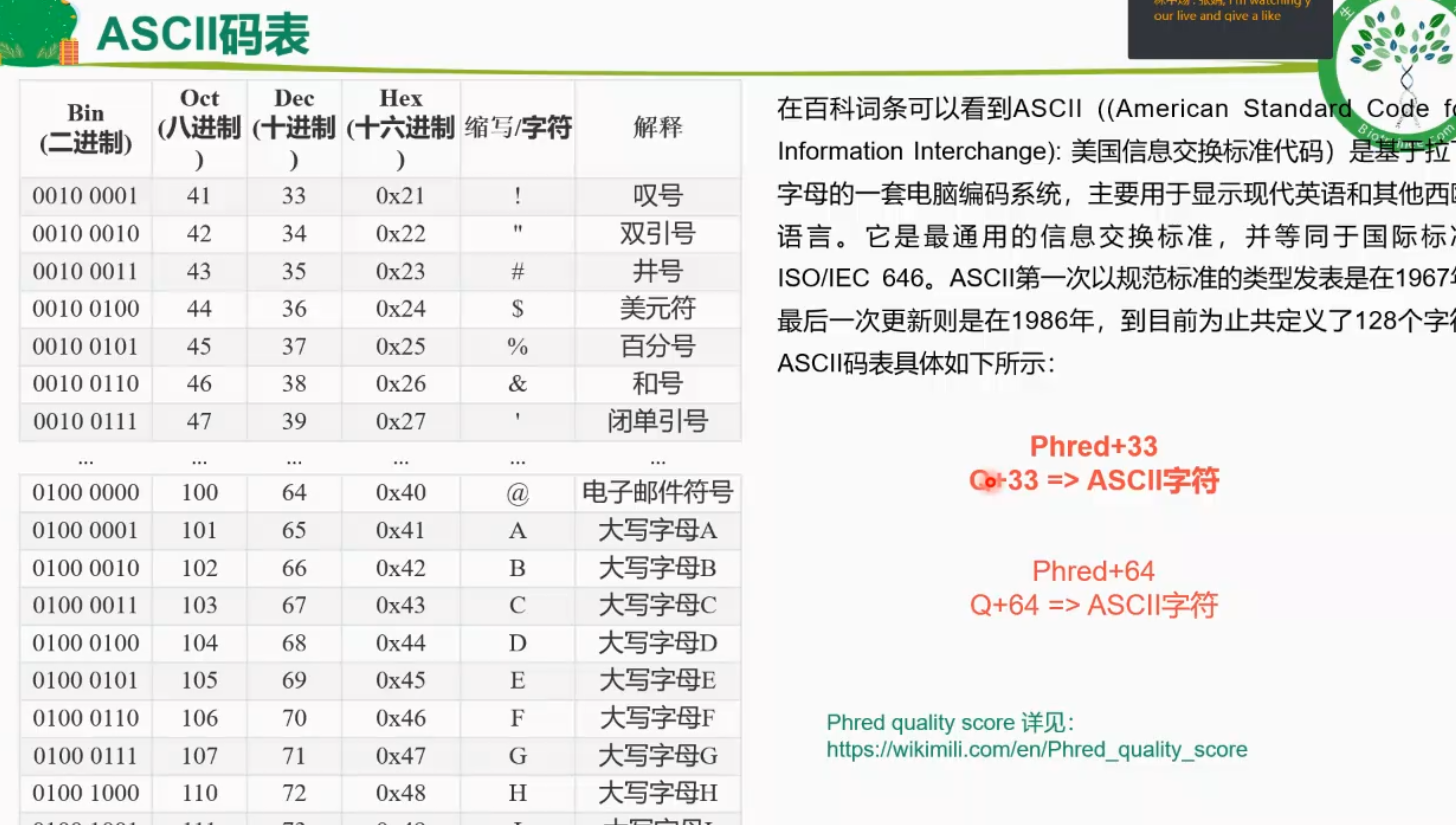 our live and give a like
ASCII码表
Bin (二进制) Oct (八进制) Dec (十进制) Hex (十六进制) 缩写/字符 解释
0010 0001 41 33 0x21 ! 叹号
0010 0010 42 34 0x22 " 双引号
0010 0011 43 35 0x23 # 井号
0010 0100 44 36 0x24 $ 美元符
0010 0101 45 37 0x25 % 百分号
0010 0110 46 38 0x26 & 和号
0010 0111 47 39 0x27 ' 闭单引号
... ... ... ... ... ...
0100 0000 100 64 0x40 @ 电子邮件符号
0100 0001 101 65 0x41 A 大写字母A
0100 0010 102 66 0x42 B 大写字母B
0100 0011 103 67 0x43 C 大写字母C
0100 0100 104 68 0x44 D 大写字母D
0100 0101 105 69 0x45 E 大写字母E
0100 0110 106 70 0x46 F 大写字母F
0100 0111 107 71 0x47 G 大写字母G
0100 1000 110 72 0x48 H 大写字母H
在百科词条可以看到ASCII ((American Standard Code
Information Interchange): 美国信息交换标准代码）是基于拉
字母的一套电脑编码系统，主要用于显示现代英语和其他西
语言。它是最通用的信息交换标准，并等同于国际标
ISO/IEC 646。ASCII第一次以规范标准的类型发表是在1967
最后一次更新则是在1986年，到目前为止共定义了128个字
ASCII码表具体如下所示：
Phred+33
Q+33 => ASCII字符
Phred+64
Q+64 => ASCII字符
Phred quality score 详见：
https://wikimili.com/en/Phred_quality_score